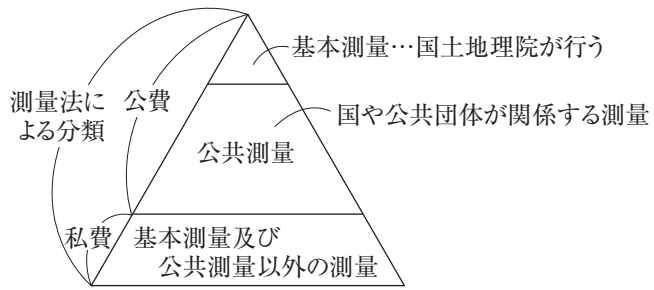 基本測量…国土地理院が行う
測量法に
よる分類
公費
国や公共団体が関係する測量
公共測量
私費
基本測量及び
公共測量以外の測量